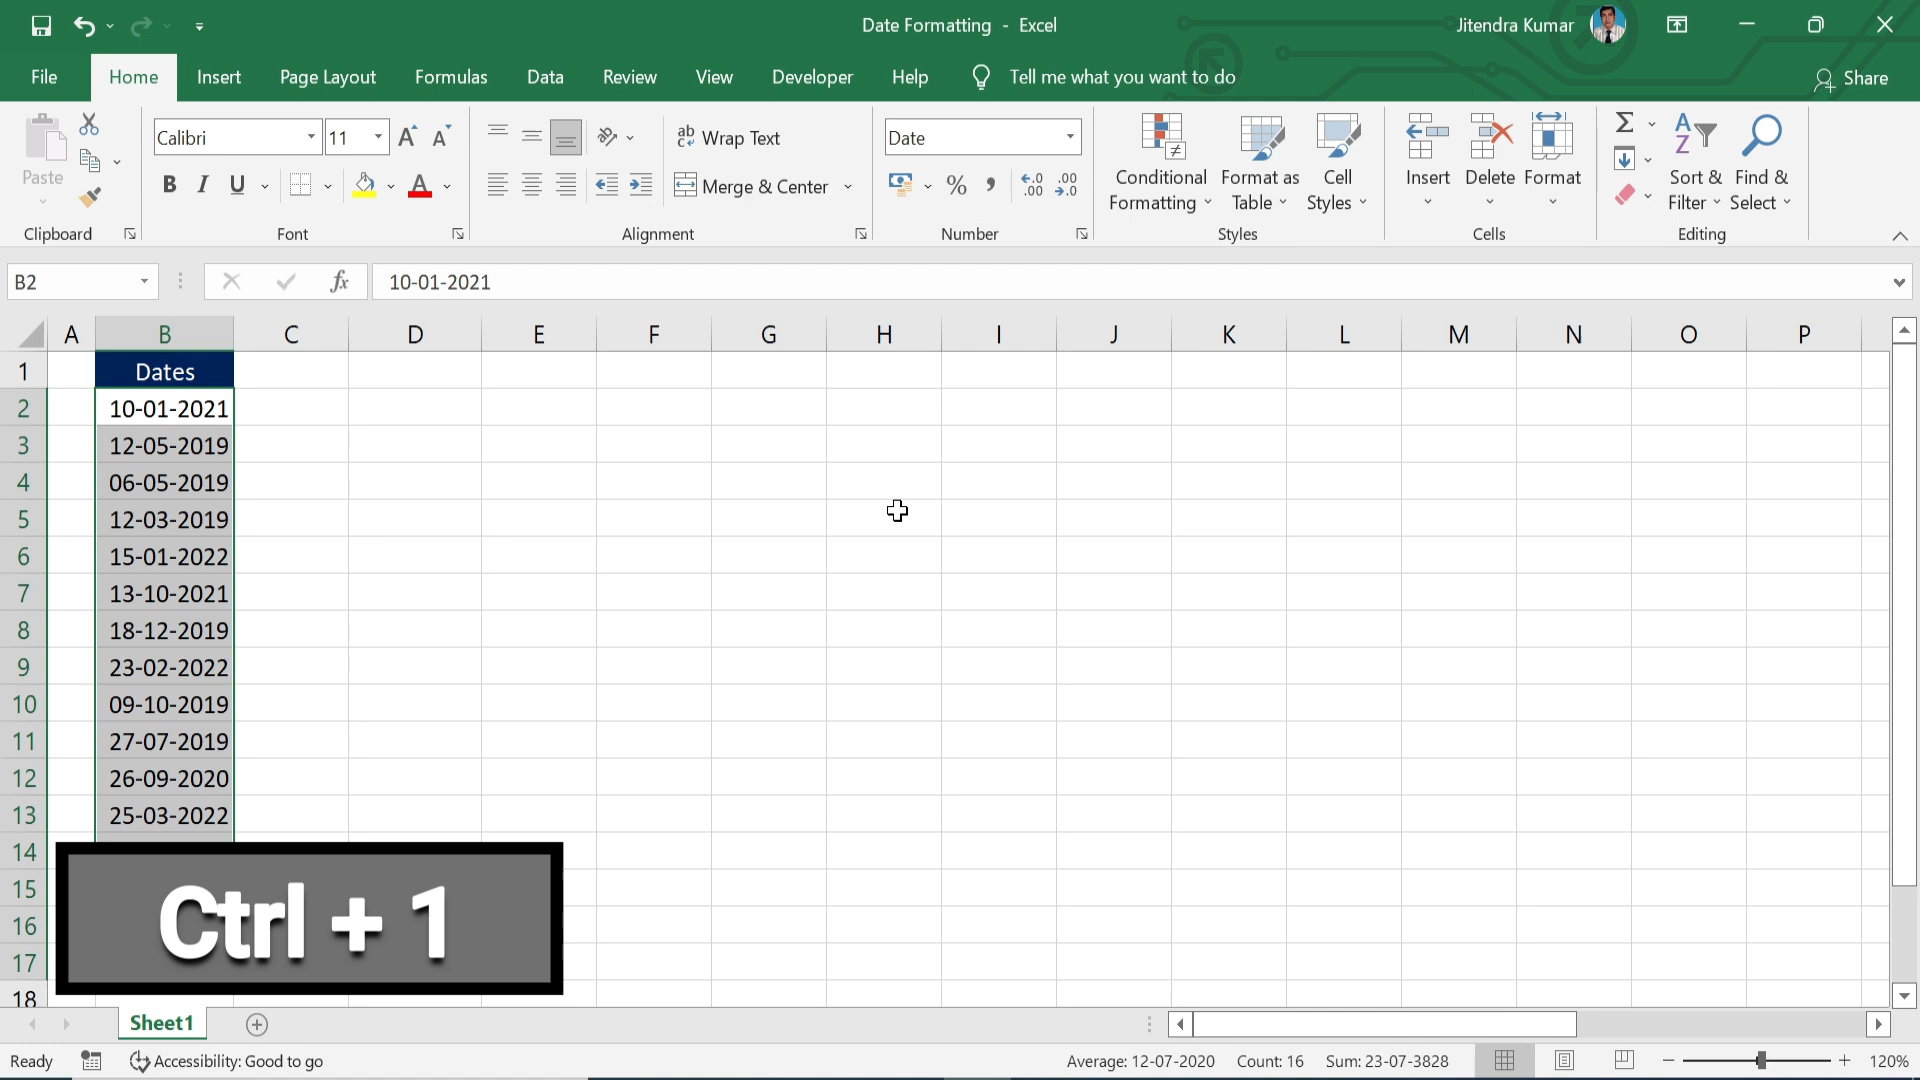 Date Formatting - Excel
Jitendra Kumar
File Home Insert Page Layout Formulas Data Review View Developer Help Tell me what you want to do Share
Paste
Clipboard
Calibri 11
B I U A
Font
ab Wrap Text
Merge & Center
Alignment
Date
% , .0 .00 .00 .0
Number
Conditional Formatting
Format as Table
Cell Styles
Styles
Insert Delete Format
Cells
Σ
Sort & Filter
Find & Select
Editing
B2 fx 10-01-2021
A B C D E F G H I J K L M N O P
1 Dates
2 10-01-2021
3 12-05-2019
4 06-05-2019
5 12-03-2019
6 15-01-2022
7 13-10-2021
8 18-12-2019
9 23-02-2022
10 09-10-2019
11 27-07-2019
12 26-09-2020
13 25-03-2022
14
15
16
17
18
Ctrl + 1
Sheet1
Ready Accessibility: Good to go Average: 12-07-2020 Count: 16 Sum: 23-07-3828 120%